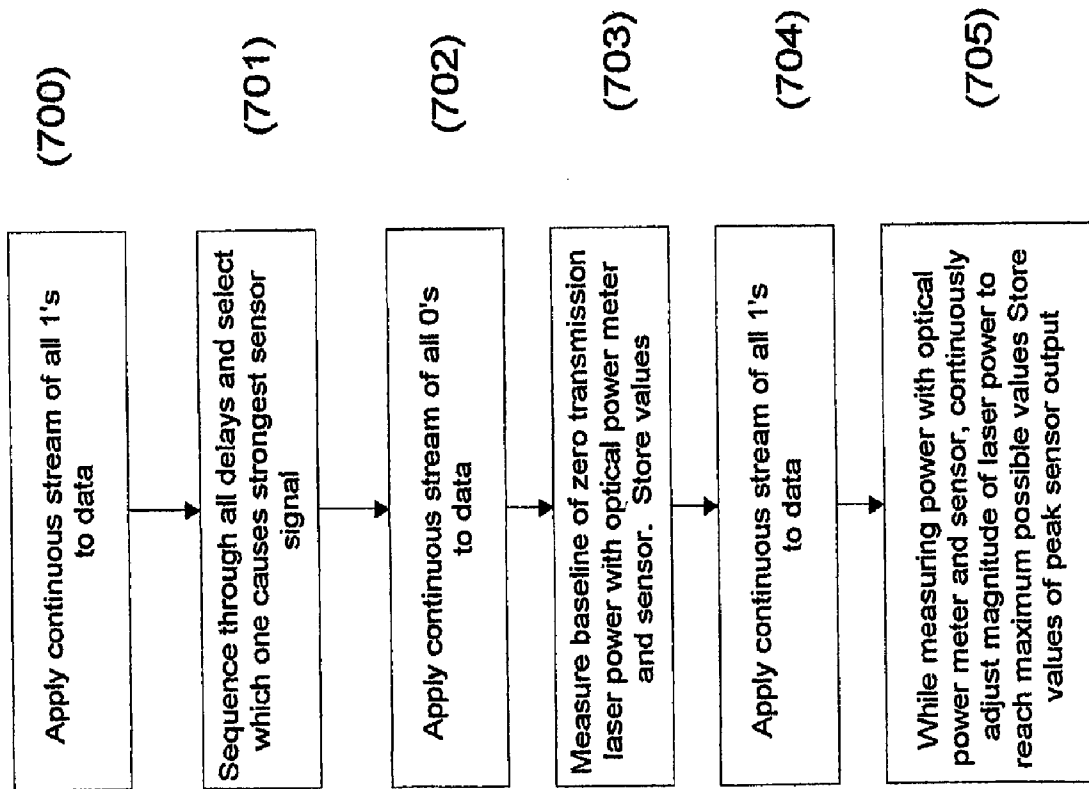 Apply continuous stream of all 1's
to data
(700)
Sequence through all delays and select
which one causes strongest sensor
signal
(701)
Apply continuous stream of all 0's
to data
(702)
Measure baseline of zero transmission
laser power with optical power meter
and sensor. Store values
(703)
Apply continuous stream of all 1's
to data
(704)
While measuring power with optical
power meter and sensor, continuously
adjust magnitude of laser power to
reach maximum possible values Store
values of peak sensor output
(705)